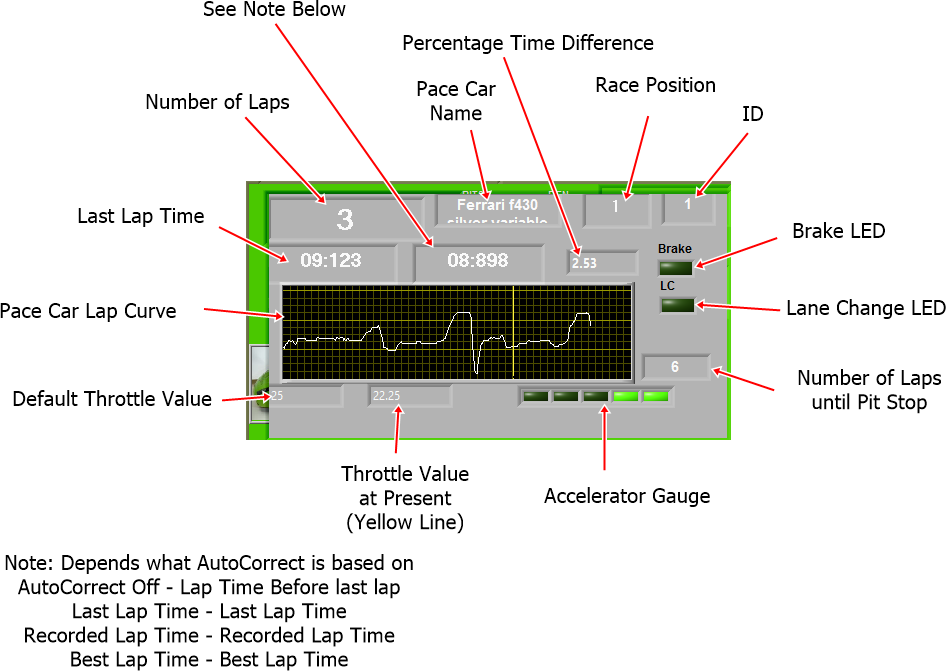 See Note Below
Percentage Time Difference
Number of Laps
Pace Car
Name
Race Position
ID
Last Lap Time
Ferrari f430
silver variable
3
1
1
Brake LED
09:123
08:898
2.53
Brake
LC
Pace Car Lap Curve
Lane Change LED
6
Number of Laps
until Pit Stop
Default Throttle Value
25
22.25
Throttle Value
at Present
(Yellow Line)
Accelerator Gauge
Note: Depends what AutoCorrect is based on
AutoCorrect Off - Lap Time Before last lap
Last Lap Time - Last Lap Time
Recorded Lap Time - Recorded Lap Time
Best Lap Time - Best Lap Time